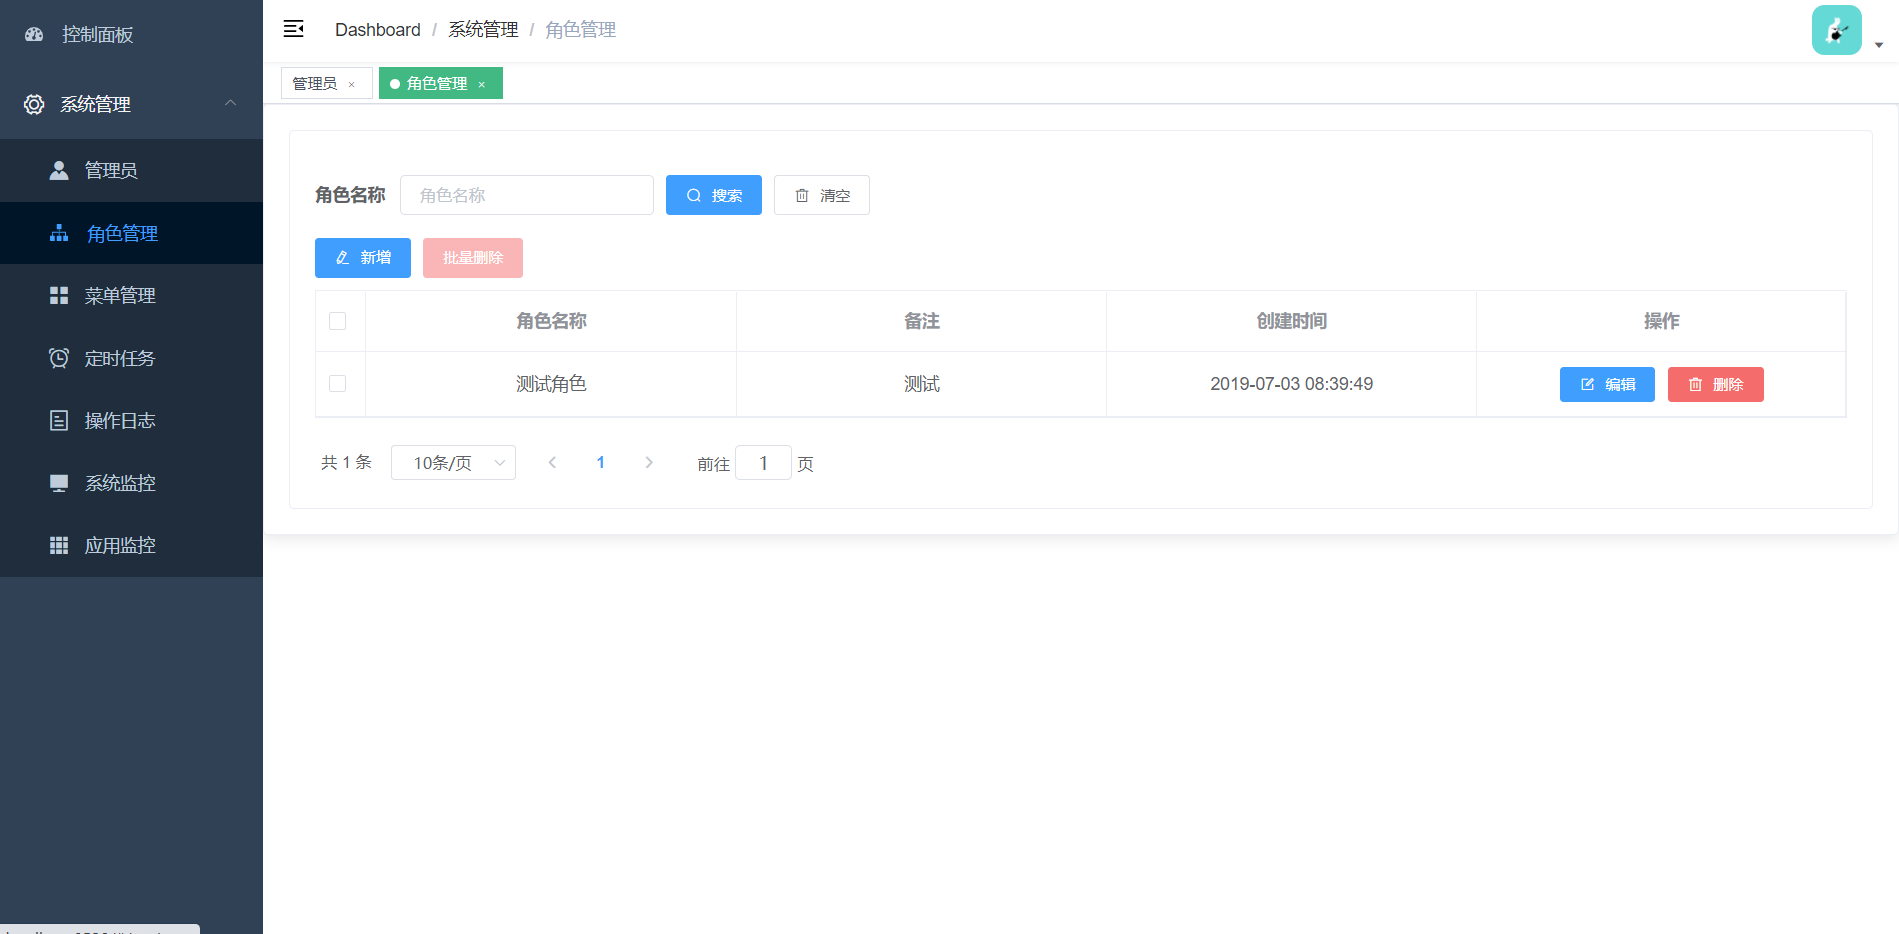 控制面板
系统管理
管理员
角色管理
菜单管理
定时任务
操作日志
系统监控
应用监控
Dashboard / 系统管理 / 角色管理
管理员 × 角色管理 ×
角色名称 角色名称 搜索 清空
新增 批量删除
角色名称 备注 创建时间 操作
测试角色 测试 2019-07-03 08:39:49 编辑 删除
共 1 条 10条/页 1 前往 1 页